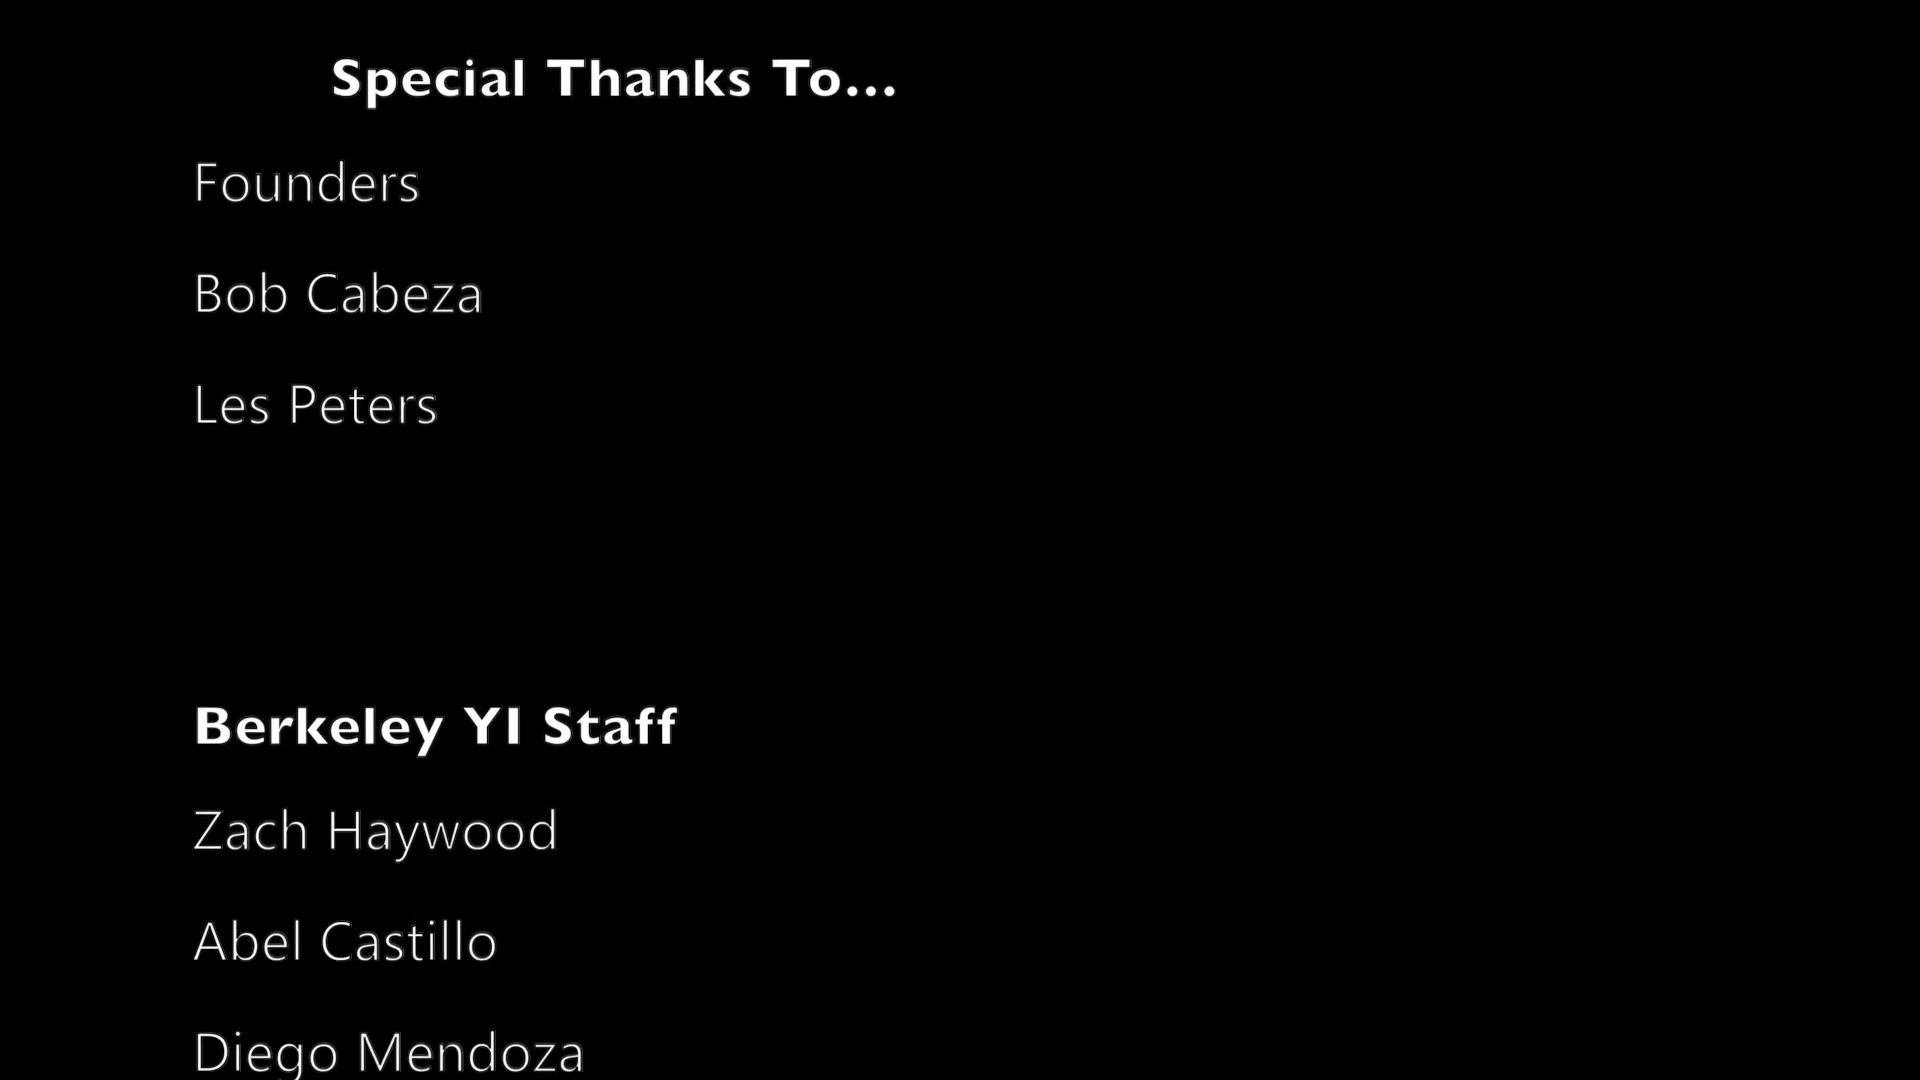 Special Thanks To...
Founders
Bob Cabeza
Les Peters
Berkeley YI Staff
Zach Haywood
Abel Castillo
Diego Mendoza